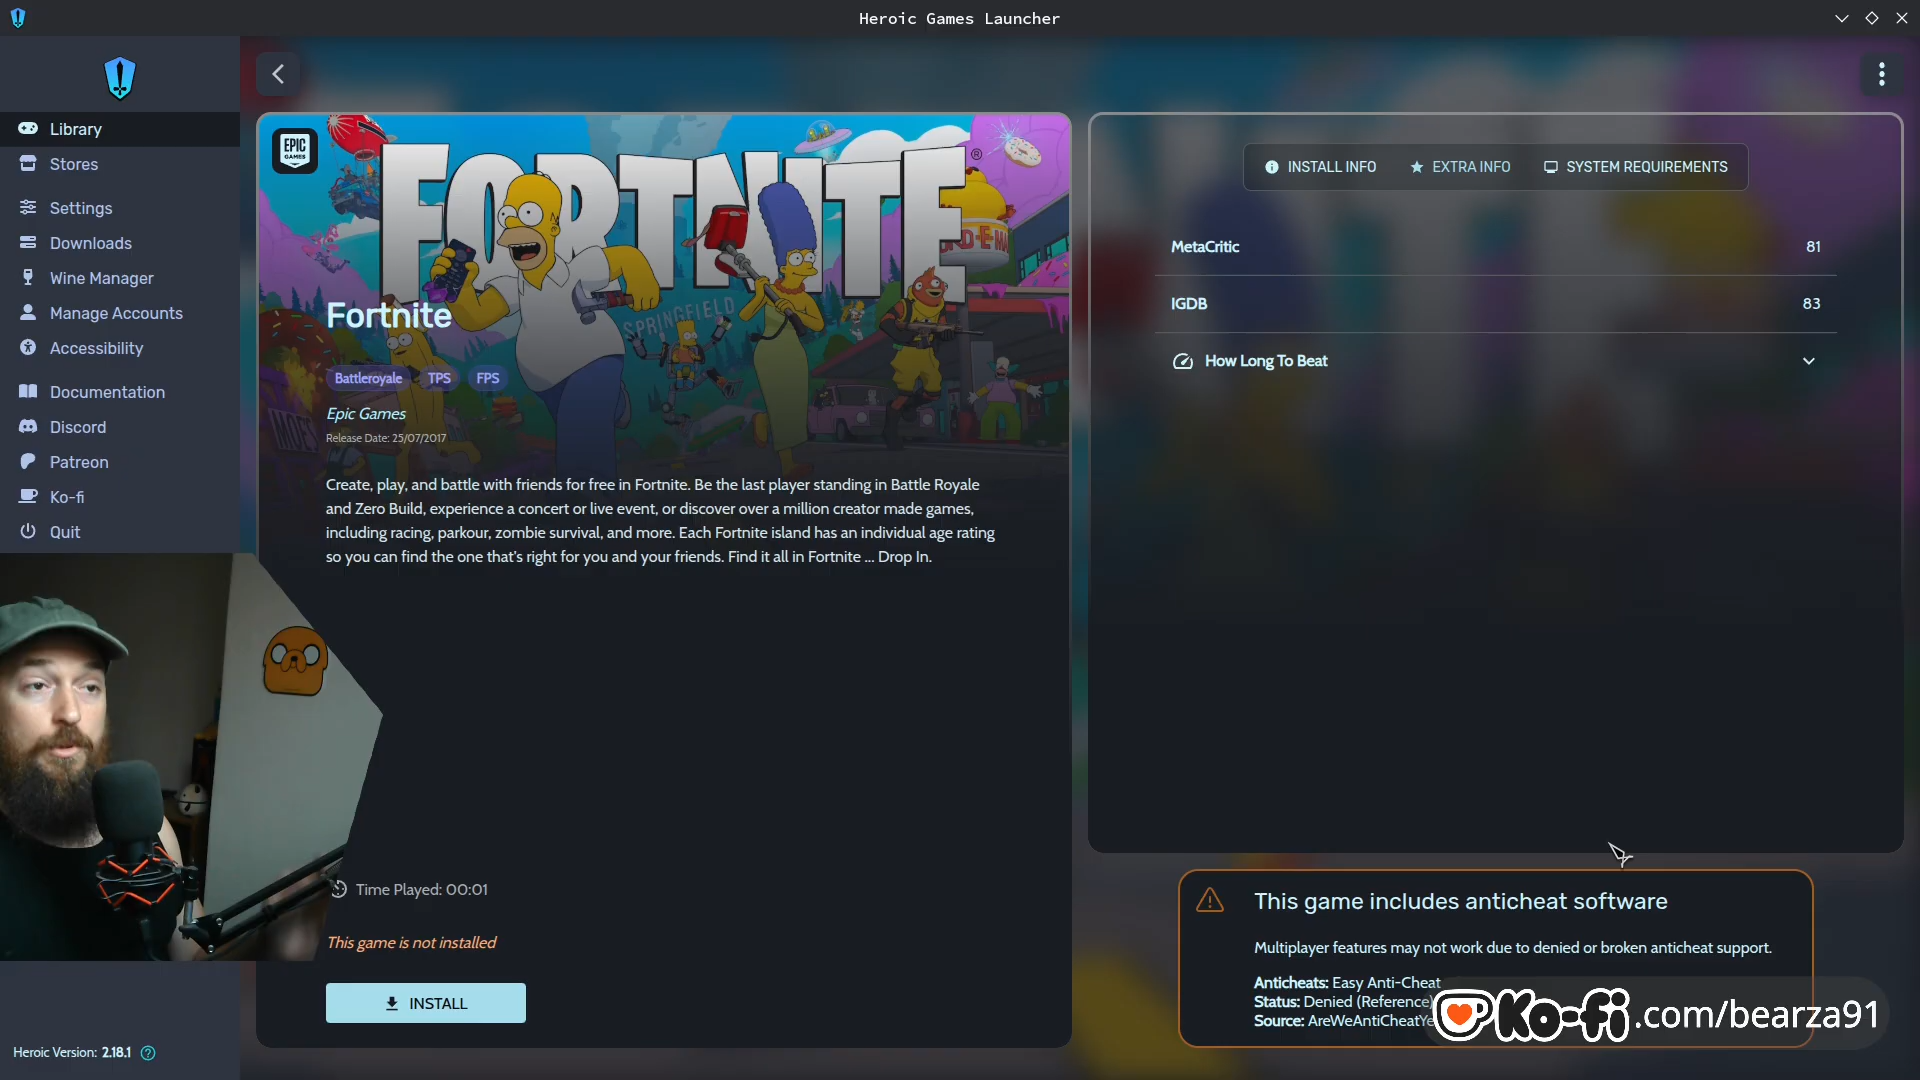 Heroic Games Launcher
Library
Stores
Settings
Downloads
Wine Manager
Manage Accounts
Accessibility
Documentation
Discord
Patreon
Ko-fi
Quit
Heroic Version: 2.18.1
EPIC
GAMES
FORTNITE
®
SPRINGFIELD
Fortnite
Battleroyale
TPS
FPS
Epic Games
Release Date: 25/07/2017
Create, play, and battle with friends for free in Fortnite. Be the last player standing in Battle Royale
and Zero Build, experience a concert or live event, or discover over a million creator made games,
including racing, parkour, zombie survival, and more. Each Fortnite island has an individual age rating
so you can find the one that's right for you and your friends. Find it all in Fortnite ... Drop In.
Time Played: 00:01
This game is not installed
INSTALL
INSTALL INFO
EXTRA INFO
SYSTEM REQUIREMENTS
MetaCritic 81
IGDB 83
How Long To Beat
This game includes anticheat software
Multiplayer features may not work due to denied or broken anticheat support.
Anticheats: Easy Anti-Cheat
Status: Denied (Reference)
Source: AreWeAntiCheatYe
Ko-fi.com/bearza91